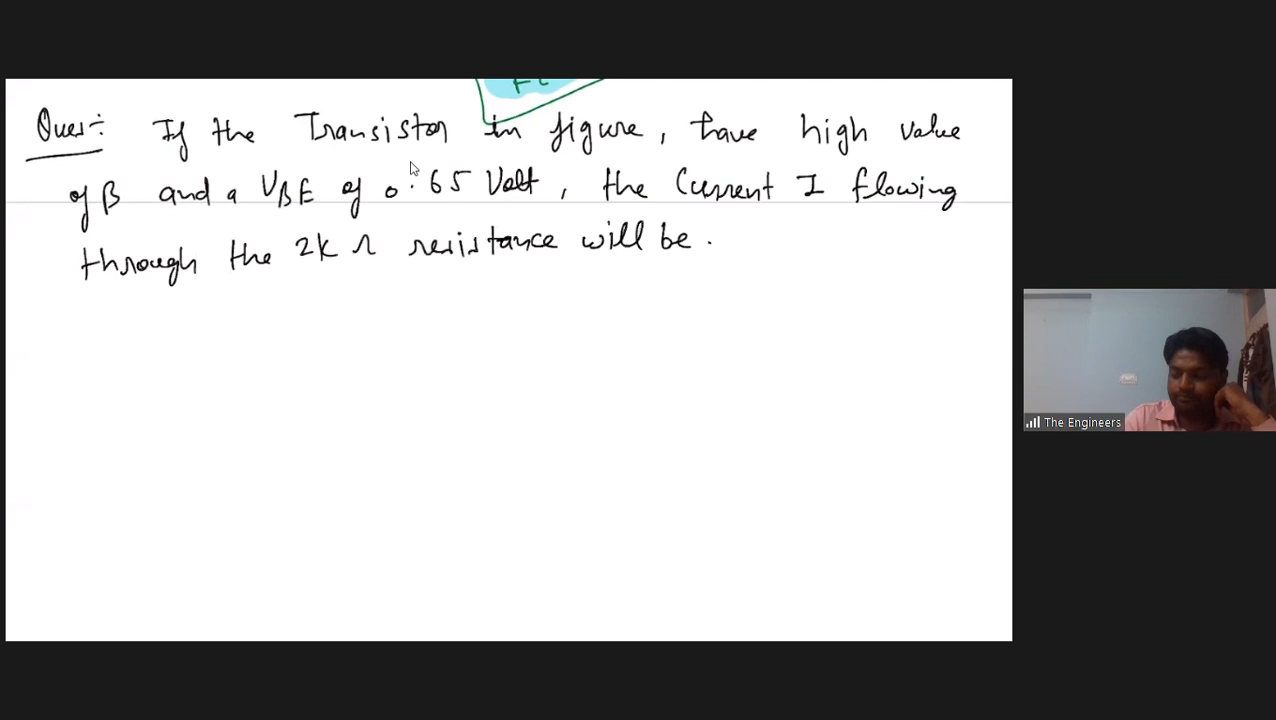 Ques:- If the Transistor in figure, have high value
of β and a VBE of 0.65 Volt, the Current I flowing
through the 2k Ω resistance will be.
The Engineers